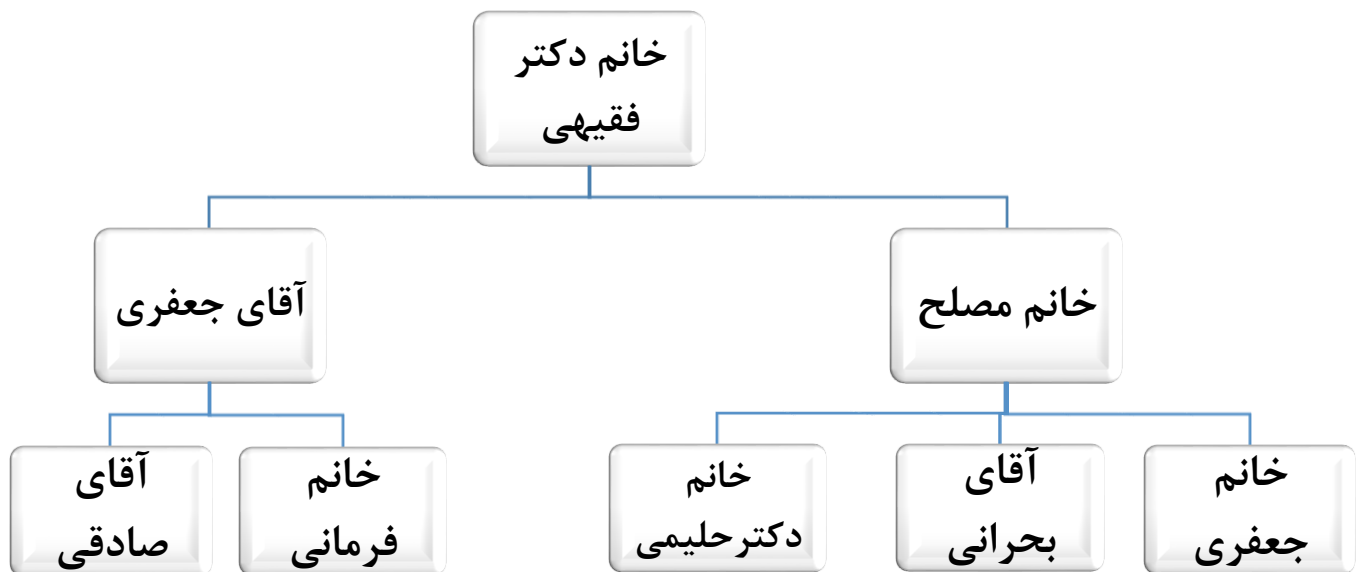 خانم دکتر
فقیهی
خانم مصلح
آقای جعفری
خانم
جعفری
آقای
بحرانی
خانم
دکترحلیمی
خانم
فرمانی
آقای
صادقی